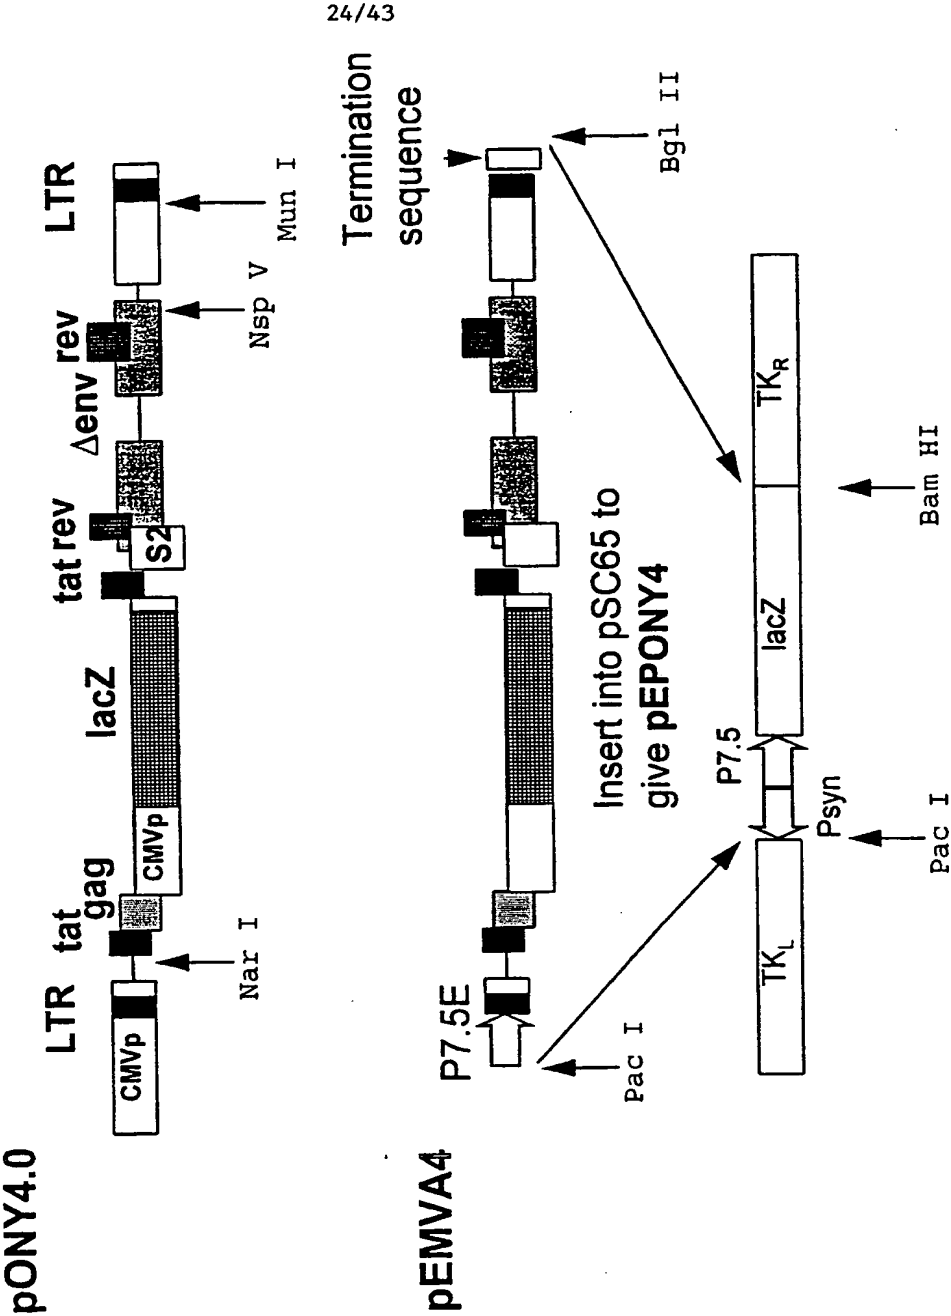 24/43
pONY4.0
LTR
tat
gag
lacZ
tat
rev
Δenv
rev
LTR
CMVp
CMVp
S2
Nar I
Nsp V
Mun I
pEMVA4
P7.5E
Termination
sequence
Pac I
Bgl II
Insert into pSC65 to
give pEPONY4
TKL
Psyn
P7.5
lacZ
TKR
Pac I
Bam HI